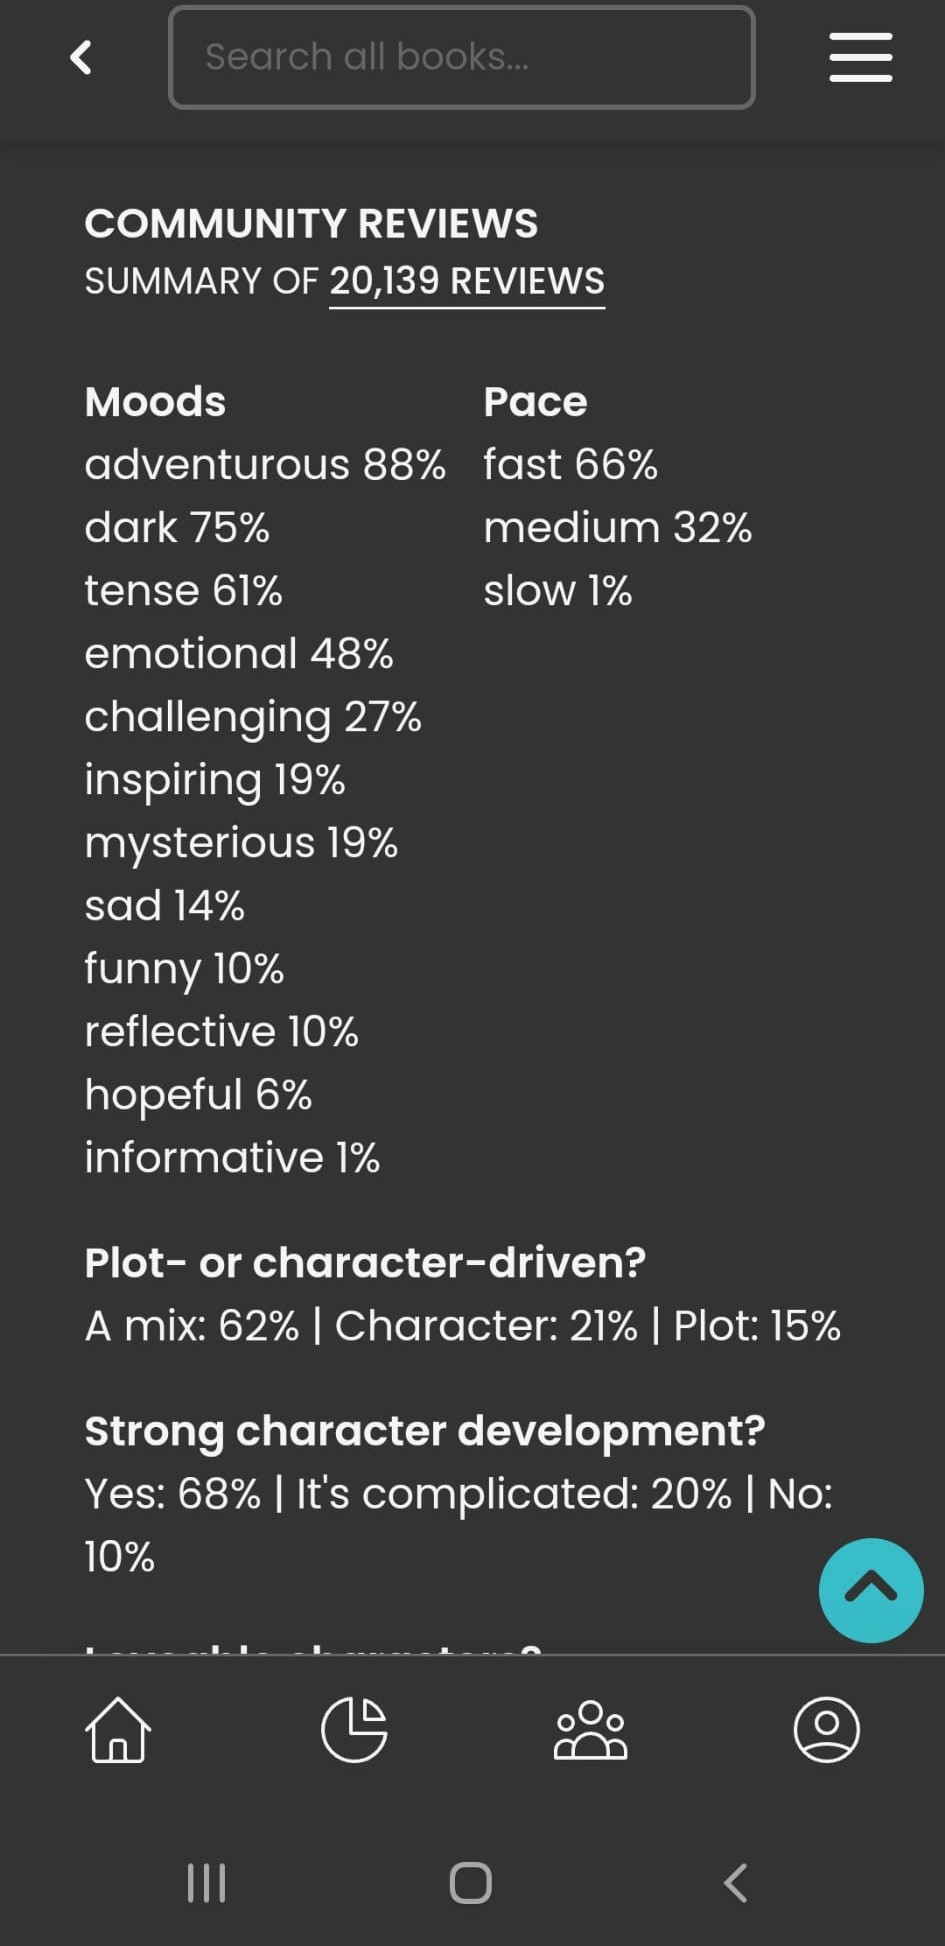 Search all books...
COMMUNITY REVIEWS
SUMMARY OF 20,139 REVIEWS
Moods
adventurous 88%
dark 75%
tense 61%
emotional 48%
challenging 27%
inspiring 19%
mysterious 19%
sad 14%
funny 10%
reflective 10%
hopeful 6%
informative 1%
Pace
fast 66%
medium 32%
slow 1%
Plot- or character-driven?
A mix: 62% | Character: 21% | Plot: 15%
Strong character development?
Yes: 68% | It's complicated: 20% | No:
10%